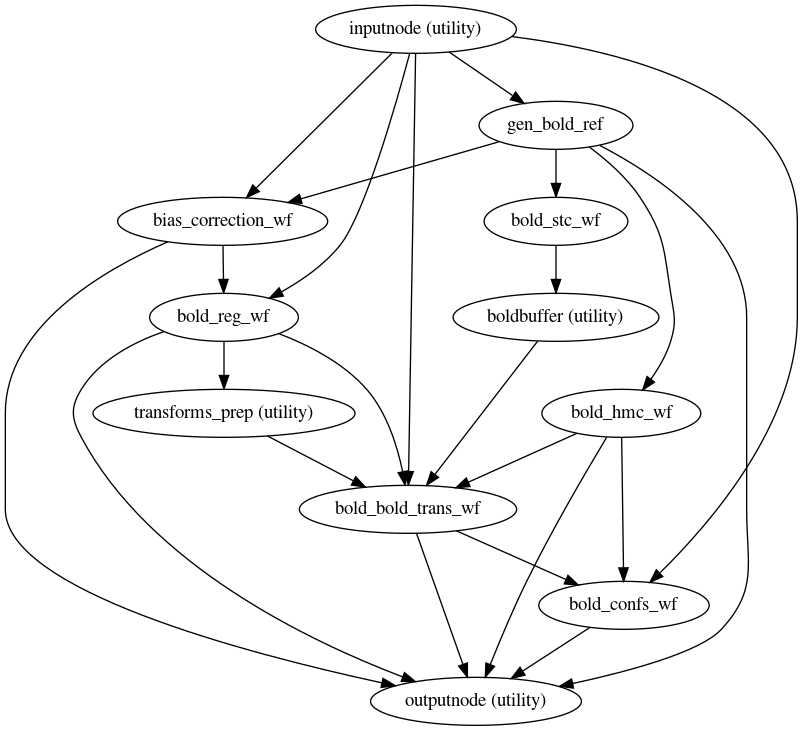 inputnode (utility)
gen_bold_ref
bias_correction_wf
bold_stc_wf
bold_reg_wf
boldbuffer (utility)
transforms_prep (utility)
bold_hmc_wf
bold_bold_trans_wf
bold_confs_wf
outputnode (utility)